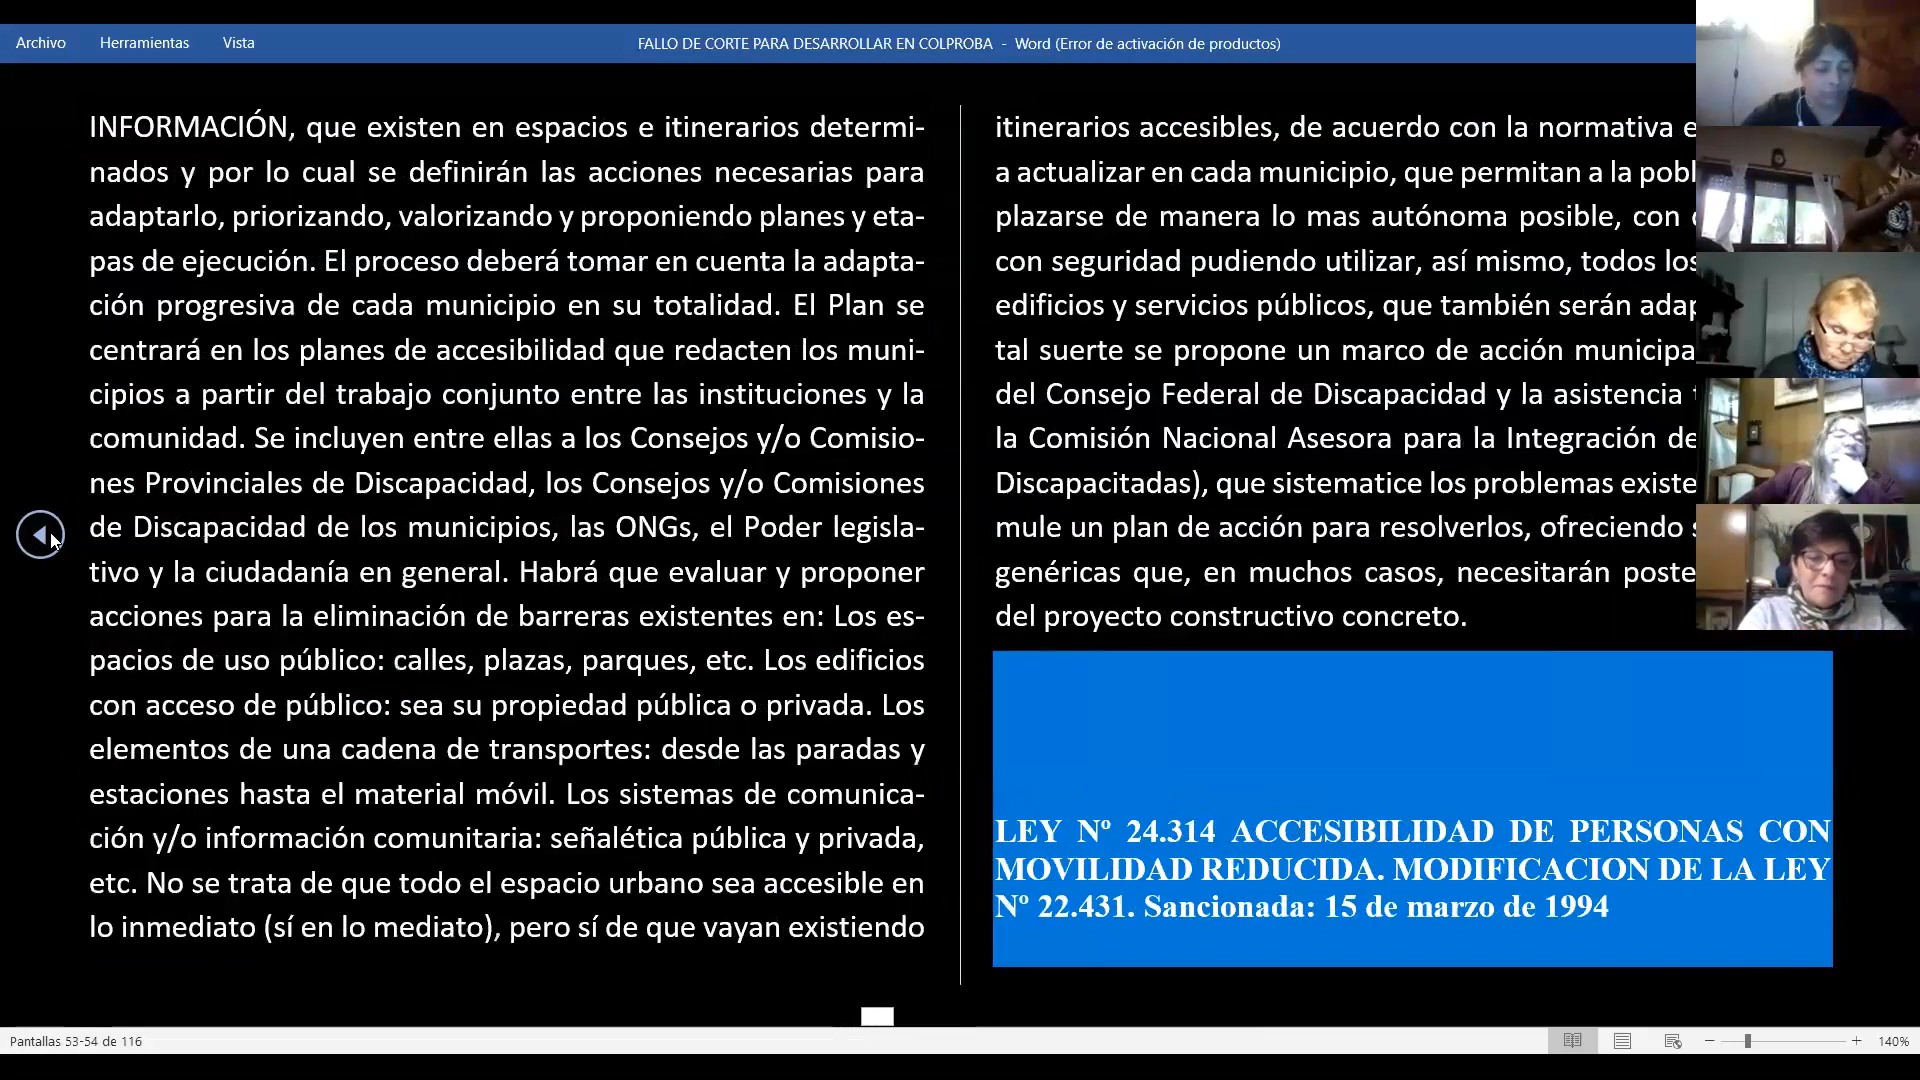 Archivo Herramientas Vista
FALLO DE CORTE PARA DESARROLLAR EN COLPROBA - Word (Error de activación de productos)
INFORMACIÓN, que existen en espacios e itinerarios determi-
nados y por lo cual se definirán las acciones necesarias para
adaptarlo, priorizando, valorizando y proponiendo planes y eta-
pas de ejecución. El proceso deberá tomar en cuenta la adapta-
ción progresiva de cada municipio en su totalidad. El Plan se
centrará en los planes de accesibilidad que redacten los muni-
cipios a partir del trabajo conjunto entre las instituciones y la
comunidad. Se incluyen entre ellas a los Consejos y/o Comisio-
nes Provinciales de Discapacidad, los Consejos y/o Comisiones
de Discapacidad de los municipios, las ONGs, el Poder legisla-
tivo y la ciudadanía en general. Habrá que evaluar y proponer
acciones para la eliminación de barreras existentes en: Los es-
pacios de uso público: calles, plazas, parques, etc. Los edificios
con acceso de público: sea su propiedad pública o privada. Los
elementos de una cadena de transportes: desde las paradas y
estaciones hasta el material móvil. Los sistemas de comunica-
ción y/o información comunitaria: señalética pública y privada,
etc. No se trata de que todo el espacio urbano sea accesible en
lo inmediato (sí en lo mediato), pero sí de que vayan existiendo
itinerarios accesibles, de acuerdo con la normativa e
a actualizar en cada municipio, que permitan a la pobl
plazarse de manera lo mas autónoma posible, con
con seguridad pudiendo utilizar, así mismo, todos los
edificios y servicios públicos, que también serán adap
tal suerte se propone un marco de acción municipa
del Consejo Federal de Discapacidad y la asistencia
la Comisión Nacional Asesora para la Integración de
Discapacitadas), que sistematice los problemas existe
mule un plan de acción para resolverlos, ofreciendo
genéricas que, en muchos casos, necesitarán poste
del proyecto constructivo concreto.
LEY Nº 24.314 ACCESIBILIDAD DE PERSONAS CON
MOVILIDAD REDUCIDA. MODIFICACION DE LA LEY
Nº 22.431. Sancionada: 15 de marzo de 1994
Pantallas 53-54 de 116
140%